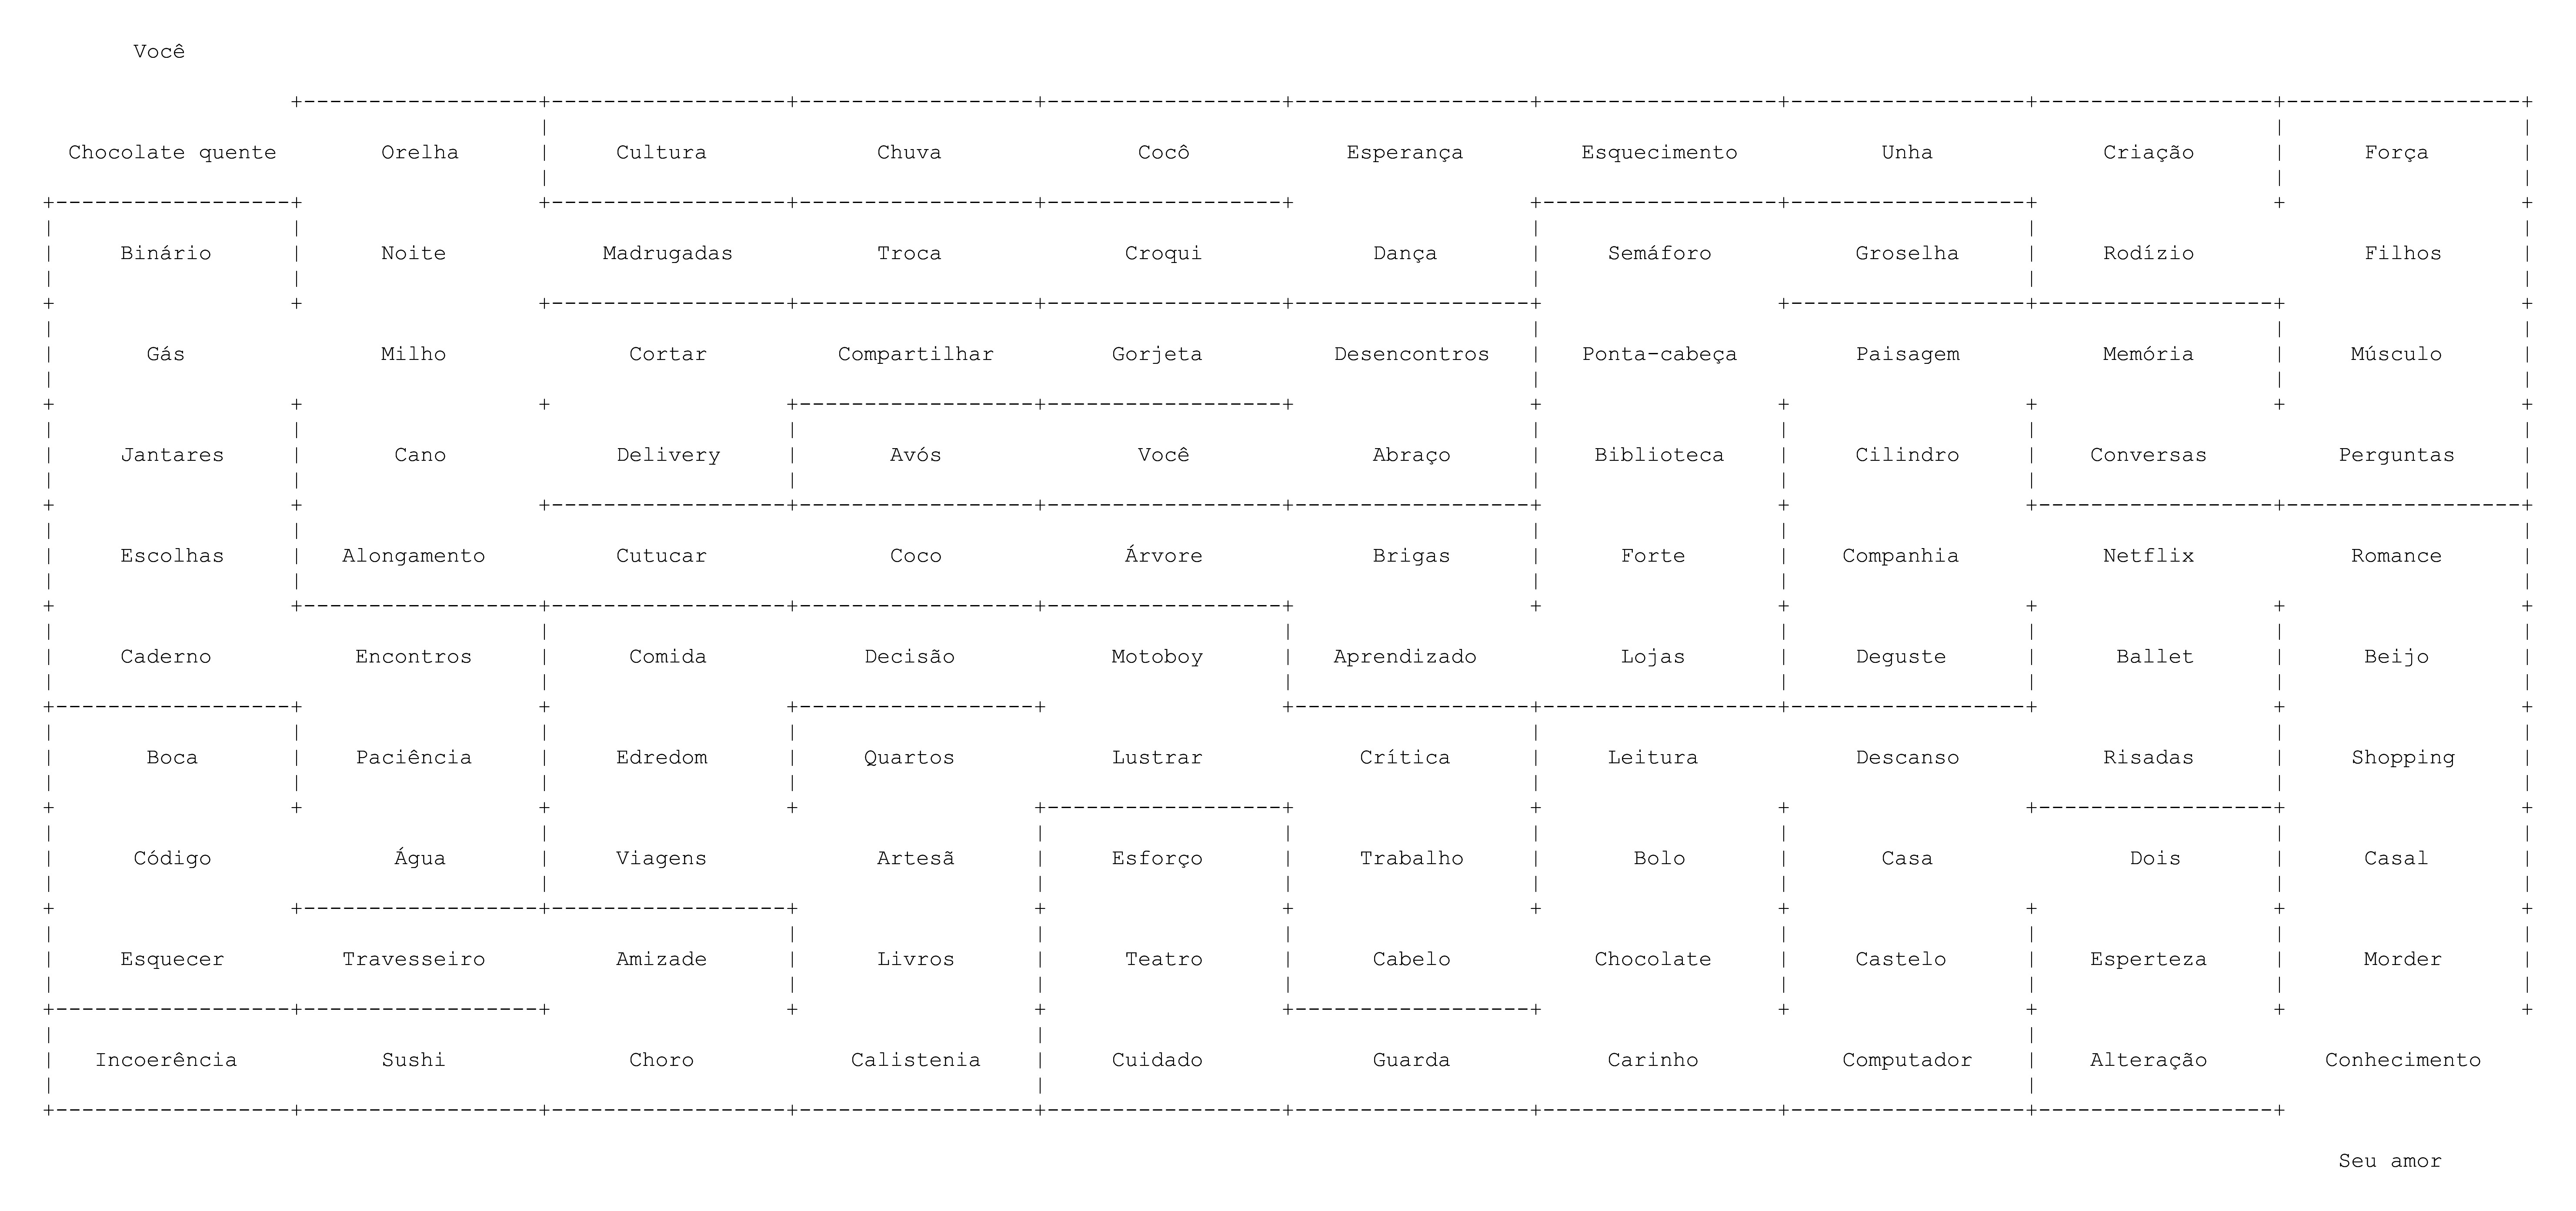 Você
Chocolate quente Orelha Cultura Chuva Cocô Esperança Esquecimento Unha Criação Força
Binário Noite Madrugadas Troca Croqui Dança Semáforo Groselha Rodízio Filhos
Gás Milho Cortar Compartilhar Gorjeta Desencontros Ponta-cabeça Paisagem Memória Músculo
Jantares Cano Delivery Avós Você Abraço Biblioteca Cilindro Conversas Perguntas
Escolhas Alongamento Cutucar Coco Árvore Brigas Forte Companhia Netflix Romance
Caderno Encontros Comida Decisão Motoboy Aprendizado Lojas Deguste Ballet Beijo
Boca Paciência Edredom Quartos Lustrar Crítica Leitura Descanso Risadas Shopping
Código Água Viagens Artesã Esforço Trabalho Bolo Casa Dois Casal
Esquecer Travesseiro Amizade Livros Teatro Cabelo Chocolate Castelo Esperteza Morder
Incoerência Sushi Choro Calistenia Cuidado Guarda Carinho Computador Alteração Conhecimento
Seu amor